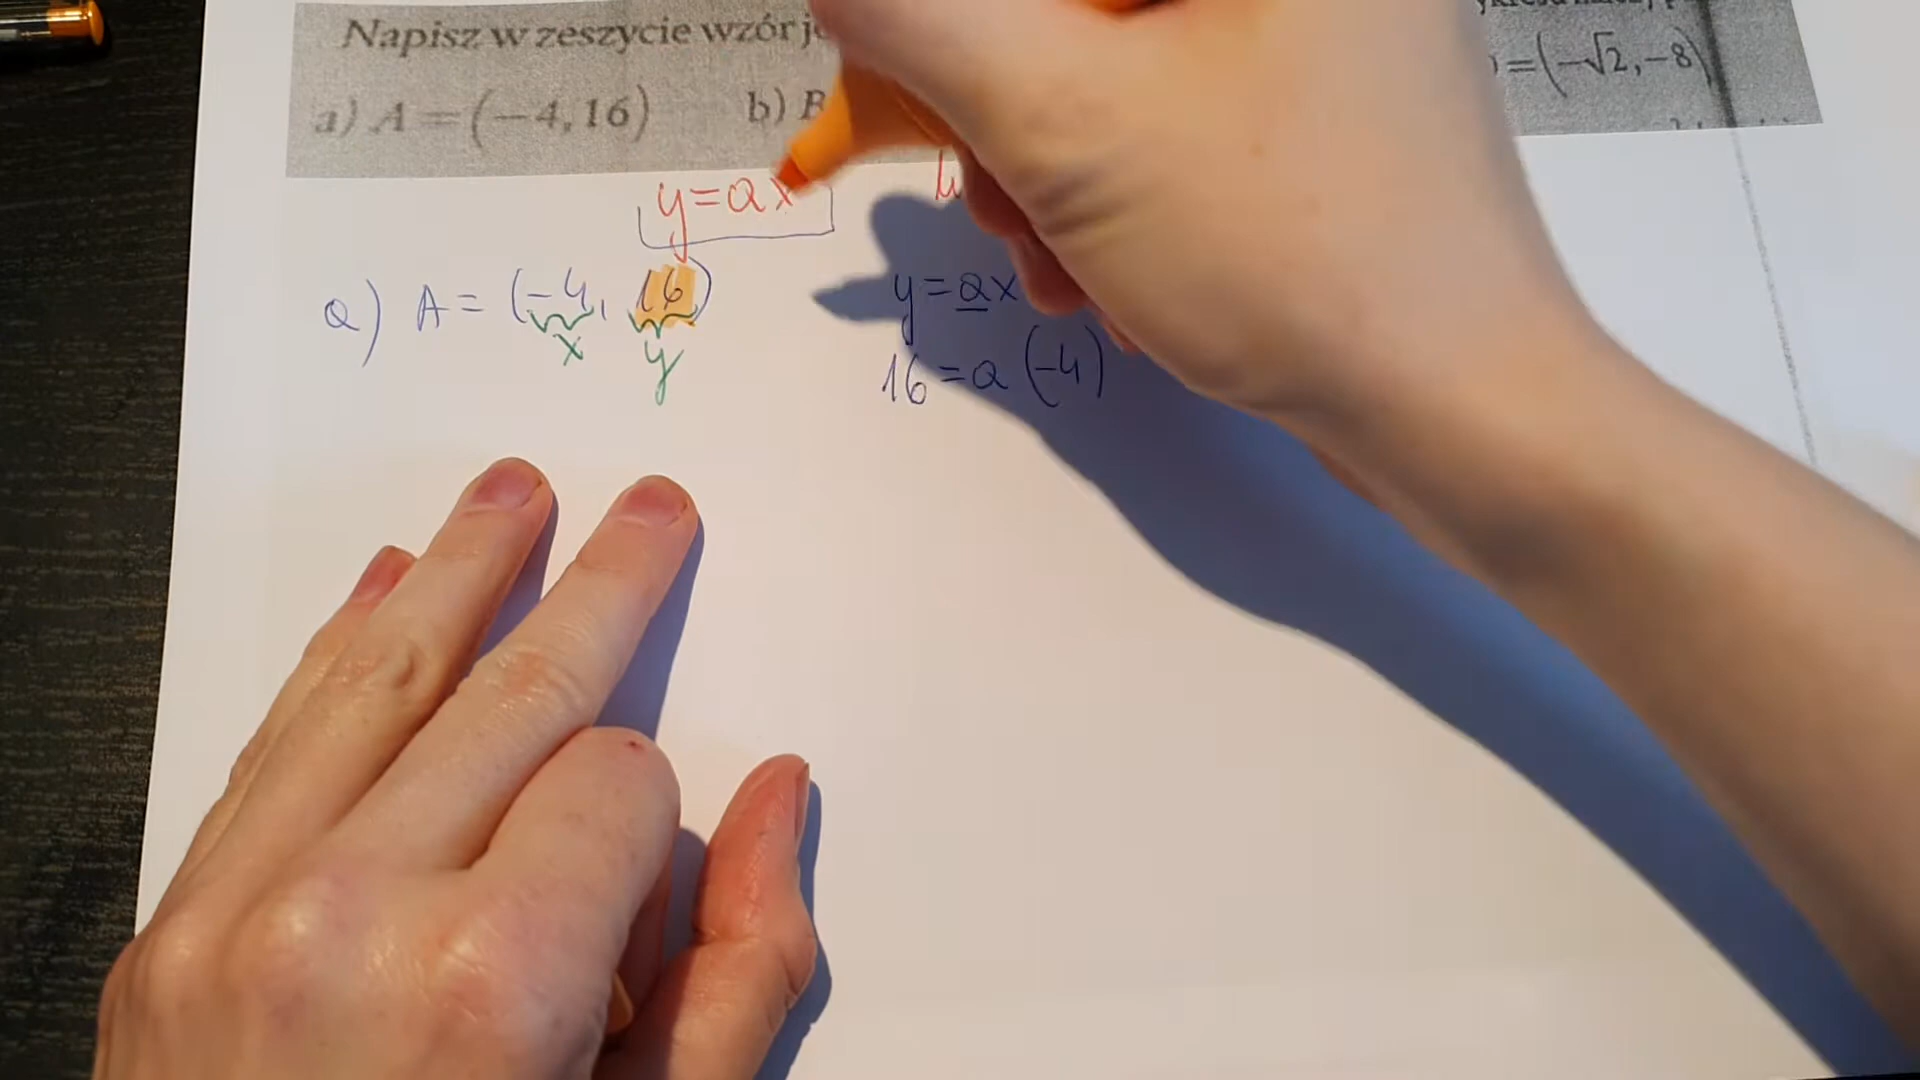 Napisz w zeszycie wzór
a) A = (−4, 16) b) B =(−√2, −8)
y = ax
a) A = (−4, 16) y = ax
x y 16 = a (−4)